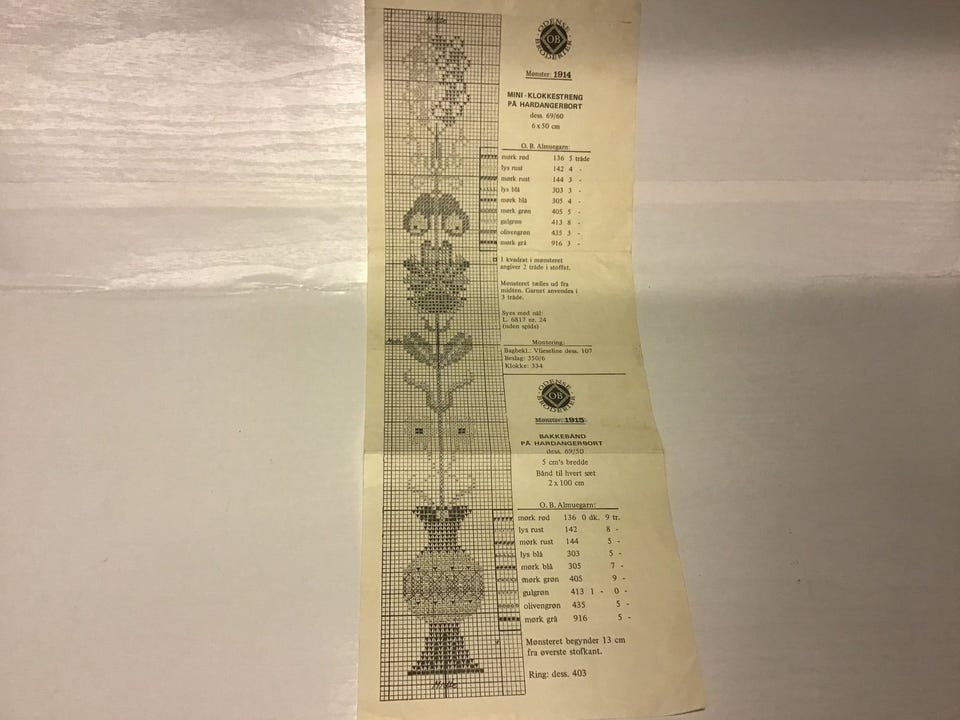 Midte
ODENSE
OB
BRODERIER
Mønster: 1914
MINI-KLOKKESTRENG
PÅ HARDANGERBORT
dess. 69/60
6 x 50 cm
O. B. Almuegarn:
mørk rød 136 5 tråde
lys rust 142 4 -
mørk rust 144 3 -
lys blå 303 3 -
mørk blå 305 4 -
mørk grøn 405 5 -
gulgrøn 413 8 -
olivengrøn 435 3 -
mørk grå 916 3 -
1 kvadrat i mønsteret
angiver 2 tråde i stoffet.
Mønsteret tælles ud fra
midten. Garnet anvendes i
3 tråde.
Syes med nål:
L. 6817 nr. 24
(uden spids)
Montering:
Bagbekl.: Vlieseline dess. 107
Beslag: 350/6
Klokke: 334
Midte
ODENSE
OB
BRODERIER
Mønster: 1915
BAKKEBÅND
PÅ HARDANGERBORT
dess. 69/50
5 cm's bredde
Bånd til hvert sæt
2 x 100 cm
O. B. Almuegarn:
mørk rød 136 0 dk. 9 tr.
lys rust 142 8 -
mørk rust 144 5 -
lys blå 303 5 -
mørk blå 305 7 -
mørk grøn 405 9 -
gulgrøn 413 1 - 0 -
olivengrøn 435 5 -
mørk grå 916 5 -
Mønsteret begynder 13 cm
fra øverste stofkant.
Ring: dess. 403
Midte